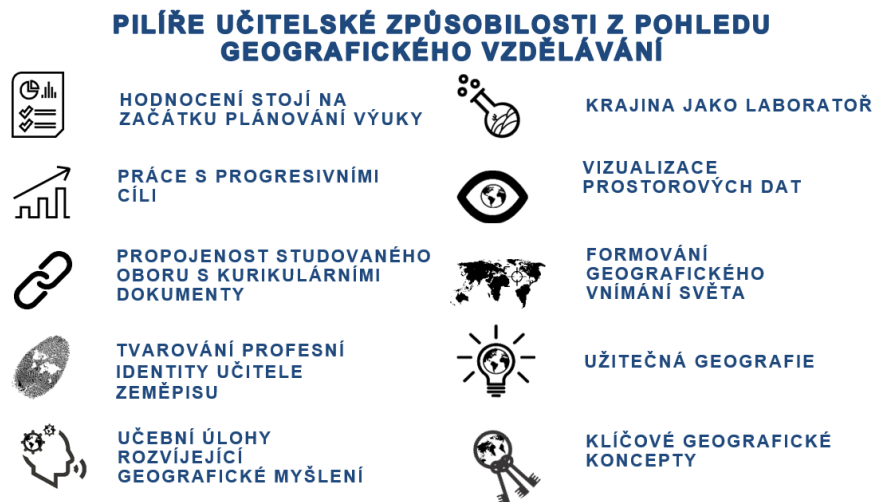 PILÍŘE UČITELSKÉ ZPŮSOBILOSTI Z POHLEDU
GEOGRAFICKÉHO VZDĚLÁVÁNÍ
HODNOCENÍ STOJÍ NA
ZAČÁTKU PLÁNOVÁNÍ VÝUKY
PRÁCE S PROGRESIVNÍMI
CÍLI
PROPOJENOST STUDOVANÉHO
OBORU S KURIKULÁRNÍMI
DOKUMENTY
TVAROVÁNÍ PROFESNÍ
IDENTITY UČITELE
ZEMĚPISU
UČEBNÍ ÚLOHY
ROZVÍJEJÍCÍ
GEOGRAFICKÉ MYŠLENÍ
KRAJINA JAKO LABORATOŘ
VIZUALIZACE
PROSTOROVÝCH DAT
FORMOVÁNÍ
GEOGRAFICKÉHO
VNÍMÁNÍ SVĚTA
UŽITEČNÁ GEOGRAFIE
KLÍČOVÉ GEOGRAFICKÉ
KONCEPTY